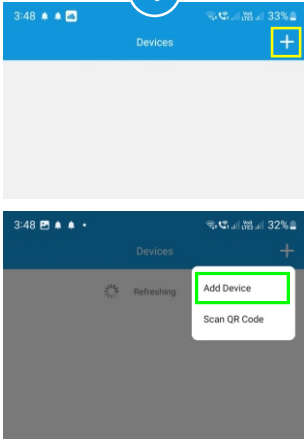 3:48 33%
Devices
3:48 32%
Devices
Refreshing
Add Device
Scan QR Code